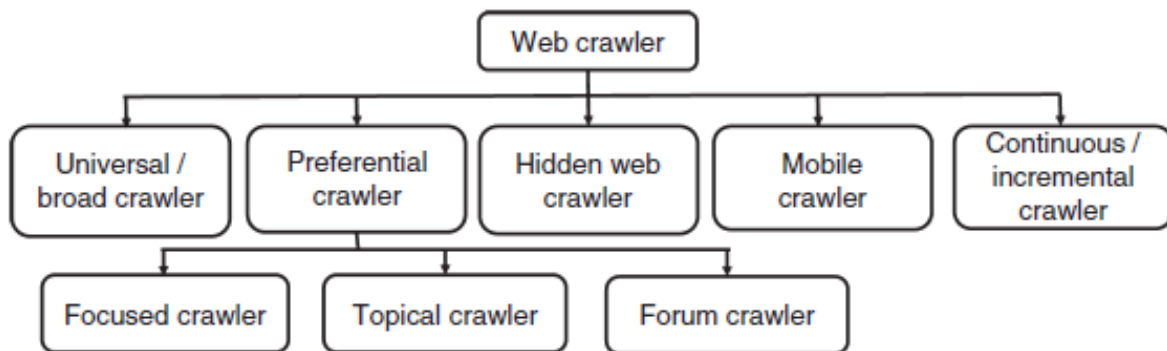 Web crawler
Universal /
broad crawler
Preferential
crawler
Hidden web
crawler
Mobile
crawler
Continuous /
incremental
crawler
Focused crawler
Topical crawler
Forum crawler